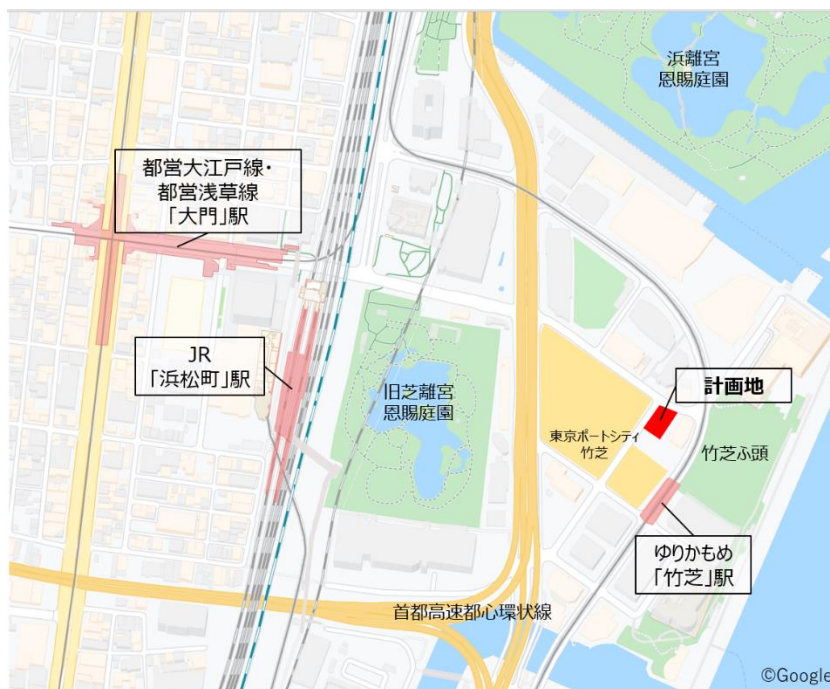 浜離宮
恩賜庭園
都営大江戸線・
都営浅草線
「大門」駅
JR
「浜松町」駅
旧芝離宮
恩賜庭園
計画地
東京ポートシティ
竹芝
竹芝ふ頭
ゆりかもめ
「竹芝」駅
首都高速都心環状線
©Google